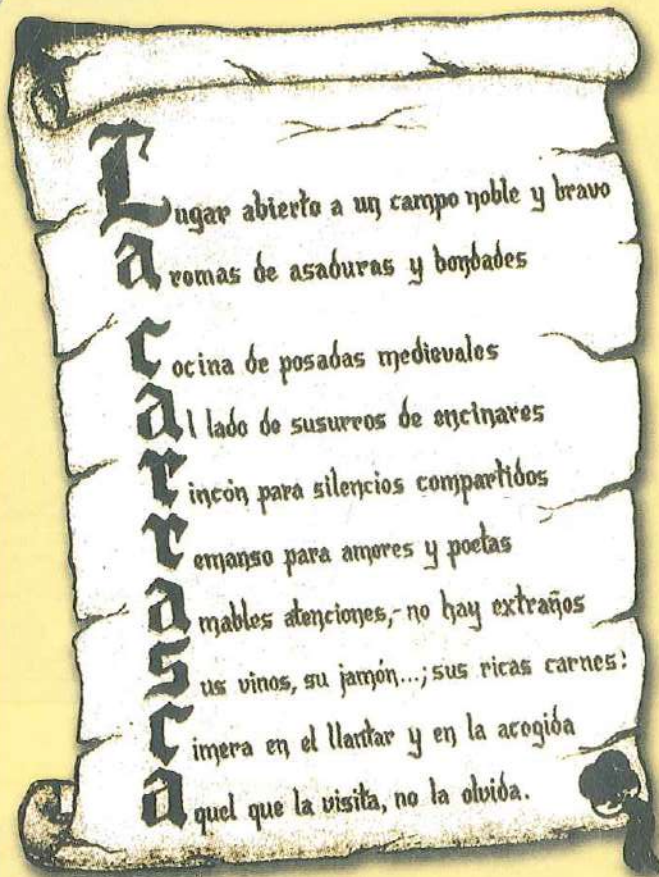 Lugar abierto a un campo noble y bravo
aromas de asaduras y bondades
cocina de posadas medievales
al lado de susurros de encinares
rincón para silencios compartidos
remanso para amores y poetas
amables atenciones,- no hay extraños
sus vinos, su jamón...; sus ricas carnes:
cimera en el llantar y en la acogida
aquel que la visita, no la olvida.